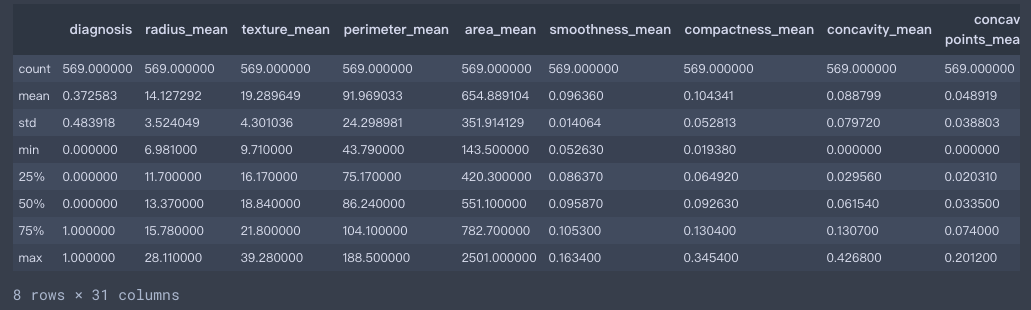 diagnosis radius_mean texture_mean perimeter_mean area_mean smoothness_mean compactness_mean concavity_mean concav points_mea
count 569.000000 569.000000 569.000000 569.000000 569.000000 569.000000 569.000000 569.000000 569.000000
mean 0.372583 14.127292 19.289649 91.969033 654.889104 0.096360 0.104341 0.088799 0.048919
std 0.483918 3.524049 4.301036 24.298981 351.914129 0.014064 0.052813 0.079720 0.038803
min 0.000000 6.981000 9.710000 43.790000 143.500000 0.052630 0.019380 0.000000 0.000000
25% 0.000000 11.700000 16.170000 75.170000 420.300000 0.086370 0.064920 0.029560 0.020310
50% 0.000000 13.370000 18.840000 86.240000 551.100000 0.095870 0.092630 0.061540 0.033500
75% 1.000000 15.780000 21.800000 104.100000 782.700000 0.105300 0.130400 0.130700 0.074000
max 1.000000 28.110000 39.280000 188.500000 2501.000000 0.163400 0.345400 0.426800 0.201200
8 rows × 31 columns